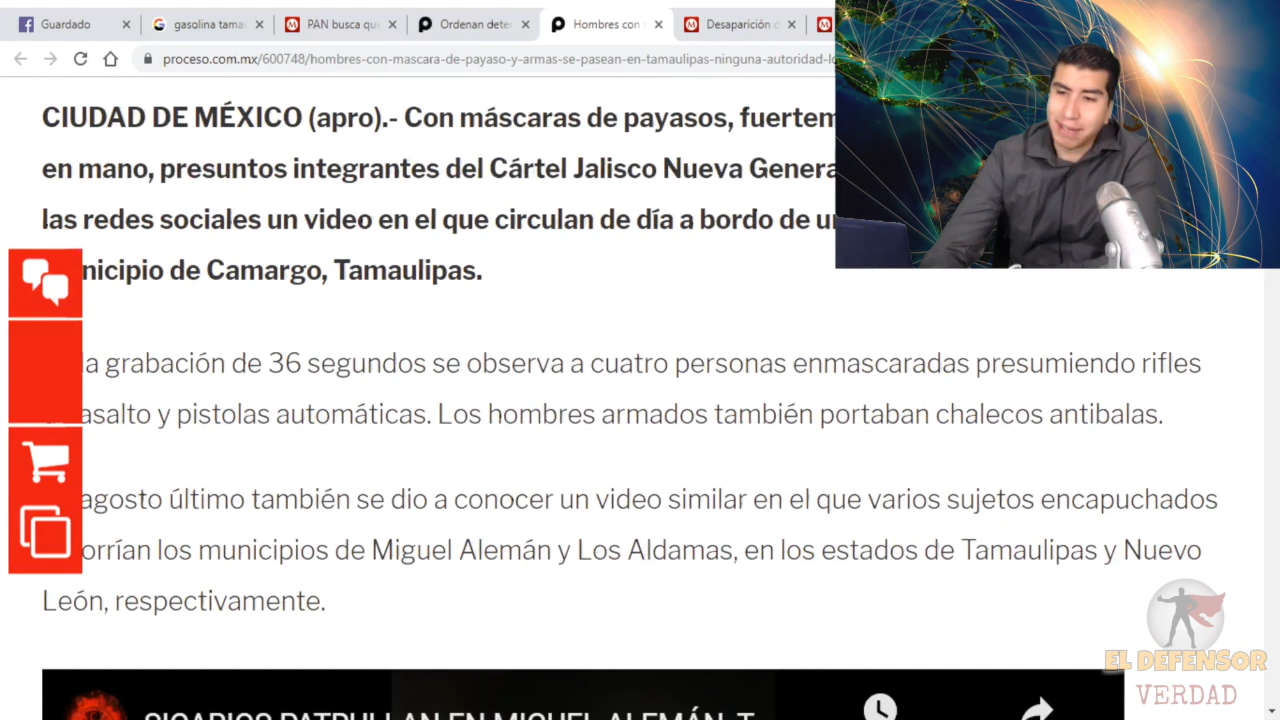 Guardado
gasolina tama
PAN busca que
Ordenan dete
Hombres con
Desaparición
proceso.com.mx/600748/hombres-con-mascara-de-payaso-y-armas-se-pasean-en-tamaulipas-ninguna-autoridad-lo
CIUDAD DE MÉXICO (apro).- Con máscaras de payasos, fuertem
en mano, presuntos integrantes del Cártel Jalisco Nueva Genera
las redes sociales un video en el que circulan de día a bordo de un
nicipio de Camargo, Tamaulipas.
la grabación de 36 segundos se observa a cuatro personas enmascaradas presumiendo rifles
asalto y pistolas automáticas. Los hombres armados también portaban chalecos antibalas.
agosto último también se dio a conocer un video similar en el que varios sujetos encapuchados
orrían los municipios de Miguel Alemán y Los Aldamas, en los estados de Tamaulipas y Nuevo
León, respectivamente.
SICARIOS PATRULLAN EN MIGUEL ALEMÁN, T
EL DEFENSOR
VERDAD